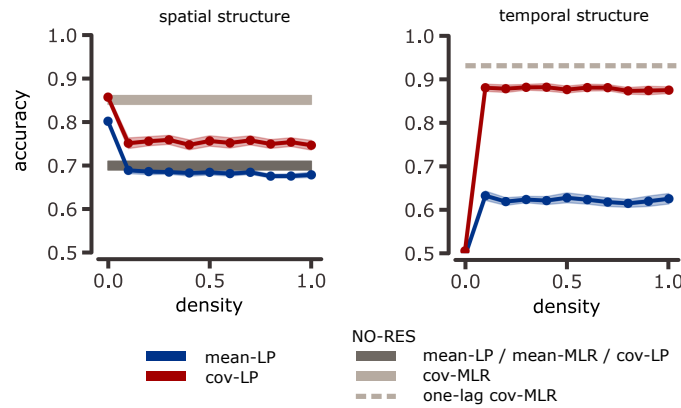 spatial structure
1.0
0.9
0.8
0.7
0.6
0.5
accuracy
0.0
0.5
1.0
density
temporal structure
1.0
0.9
0.8
0.7
0.6
0.5
0.0
0.5
1.0
density
mean-LP
cov-LP
NO-RES
mean-LP / mean-MLR / cov-LP
cov-MLR
one-lag cov-MLR